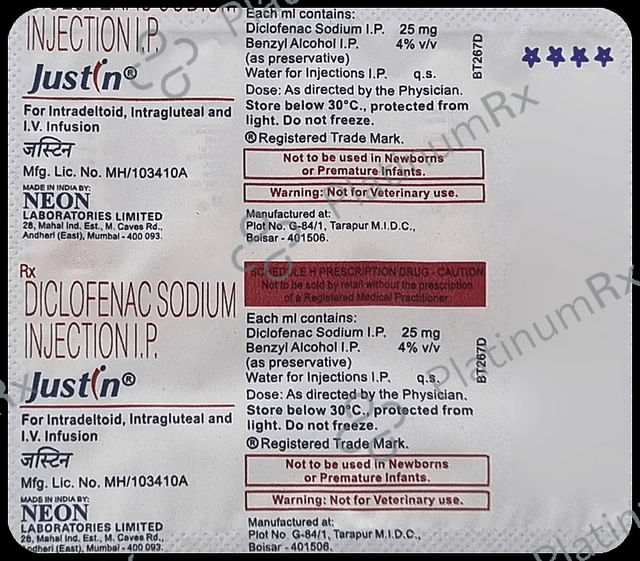 INJECTION I.P.
Justin®
For Intradeltoid, Intragluteal and
I.V. Infusion
जस्टिन
Mfg. Lic. No. MH/103410A
MADE IN INDIA BY:
NEON
LABORATORIES LIMITED
28, Mahal Ind. Est., M. Caves Rd.,
Andheri (East), Mumbai - 400 093.
Each ml contains:
Diclofenac Sodium I.P. 25 mg
Benzyl Alcohol I.P. 4% v/v
(as preservative)
Water for Injections I.P. q.s.
Dose: As directed by the Physician.
Store below 30°C., protected from
light. Do not freeze.
® Registered Trade Mark.
Not to be used in Newborns
or Premature Infants.
Warning: Not for Veterinary use.
Manufactured at:
Plot No. G-84/1, Tarapur M.I.D.C.,
Boisar - 401506.
BT267D
Rx
DICLOFENAC SODIUM
INJECTION I.P.
Justin®
For Intradeltoid, Intragluteal and
I.V. Infusion
जस्टिन
Mfg. Lic. No. MH/103410A
MADE IN INDIA BY:
NEON
LABORATORIES LIMITED
28, Mahal Ind. Est., M. Caves Rd.,
Andheri (East), Mumbai - 400 093.
SCHEDULE H PRESCRIPTION DRUG - CAUTION
Not to be sold by retail without the prescription
of a Registered Medical Practitioner.
Each ml contains:
Diclofenac Sodium I.P. 25 mg
Benzyl Alcohol I.P. 4% v/v
(as preservative)
Water for Injections I.P. q.s.
Dose: As directed by the Physician.
Store below 30°C., protected from
light. Do not freeze.
® Registered Trade Mark.
Not to be used in Newborns
or Premature Infants.
Warning: Not for Veterinary use.
Manufactured at:
Plot No G-84/1, Tarapur M.I.D.C.,
Boisar - 401506.
BT267D
PlatinumRx
PlatinumRx